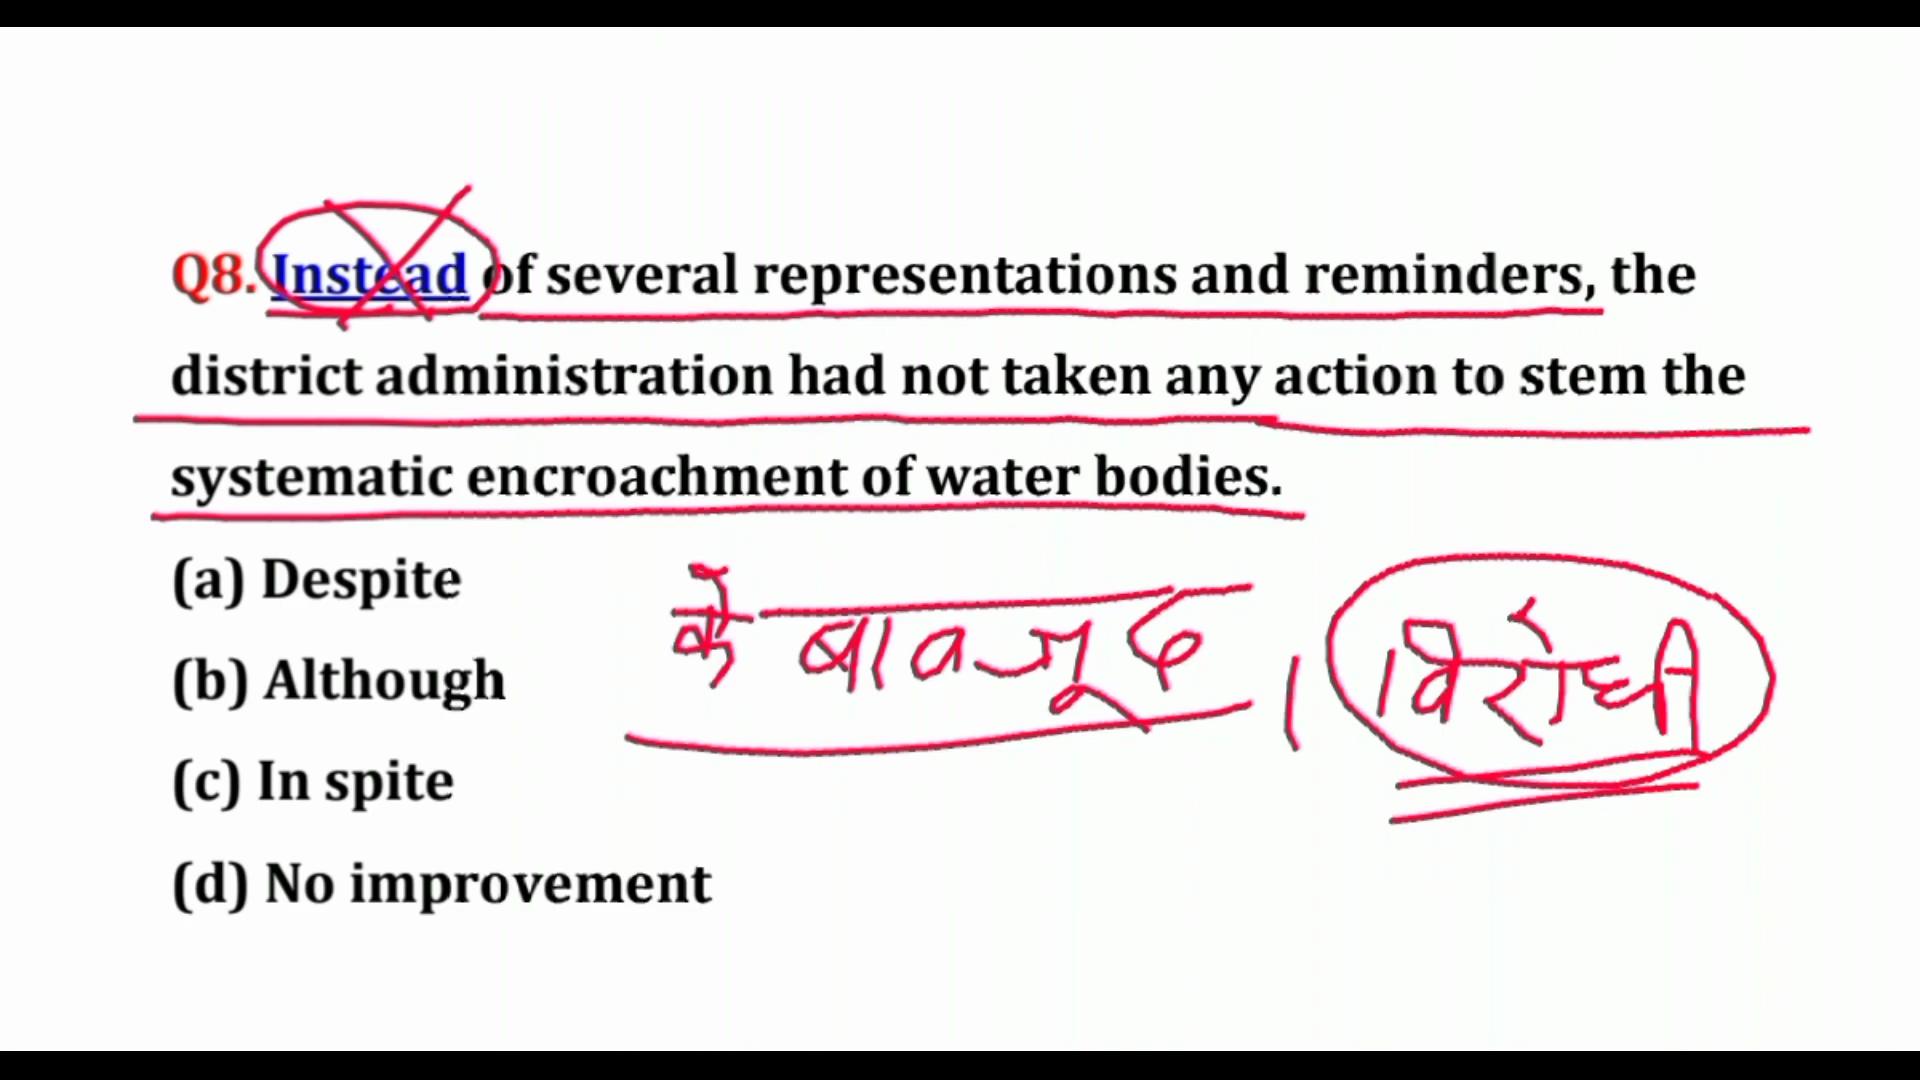 Q8. Instead of several representations and reminders, the
district administration had not taken any action to stem the
systematic encroachment of water bodies.
(a) Despite
के बावजूद
विरोधी
(b) Although
(c) In spite
(d) No improvement